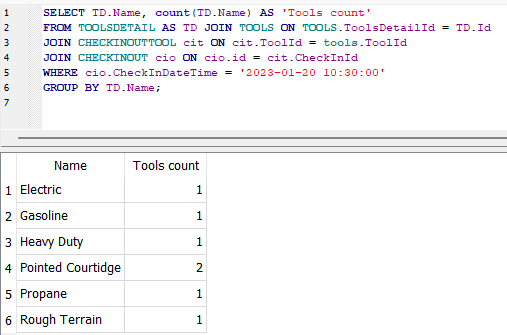 1 SELECT TD.Name, count(TD.Name) AS 'Tools count'
2 FROM TOOLSDETAIL AS TD JOIN TOOLS ON TOOLS.ToolsDetailId = TD.Id
3 JOIN CHECKINOUTTOOL cit ON cit.ToolId = tools.ToolId
4 JOIN CHECKINOUT cio ON cio.id = cit.CheckInId
5 WHERE cio.CheckInDateTime = '2023-01-20 10:30:00'
6 GROUP BY TD.Name;
7
Name Tools count
1 Electric 1
2 Gasoline 1
3 Heavy Duty 1
4 Pointed Courtidge 2
5 Propane 1
6 Rough Terrain 1